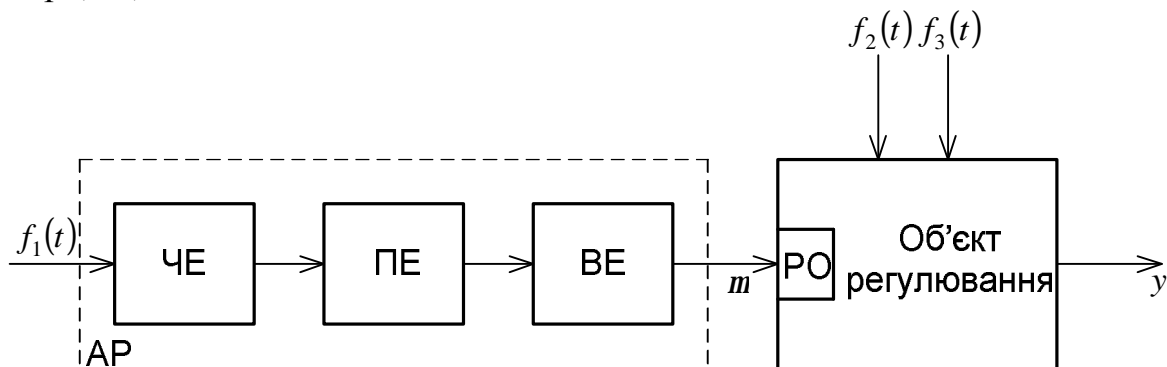 f₂(t) f₃(t)
f₁(t)
ЧЕ
ПЕ
ВЕ
m
РО
Об’єкт
регулювання
y
АР